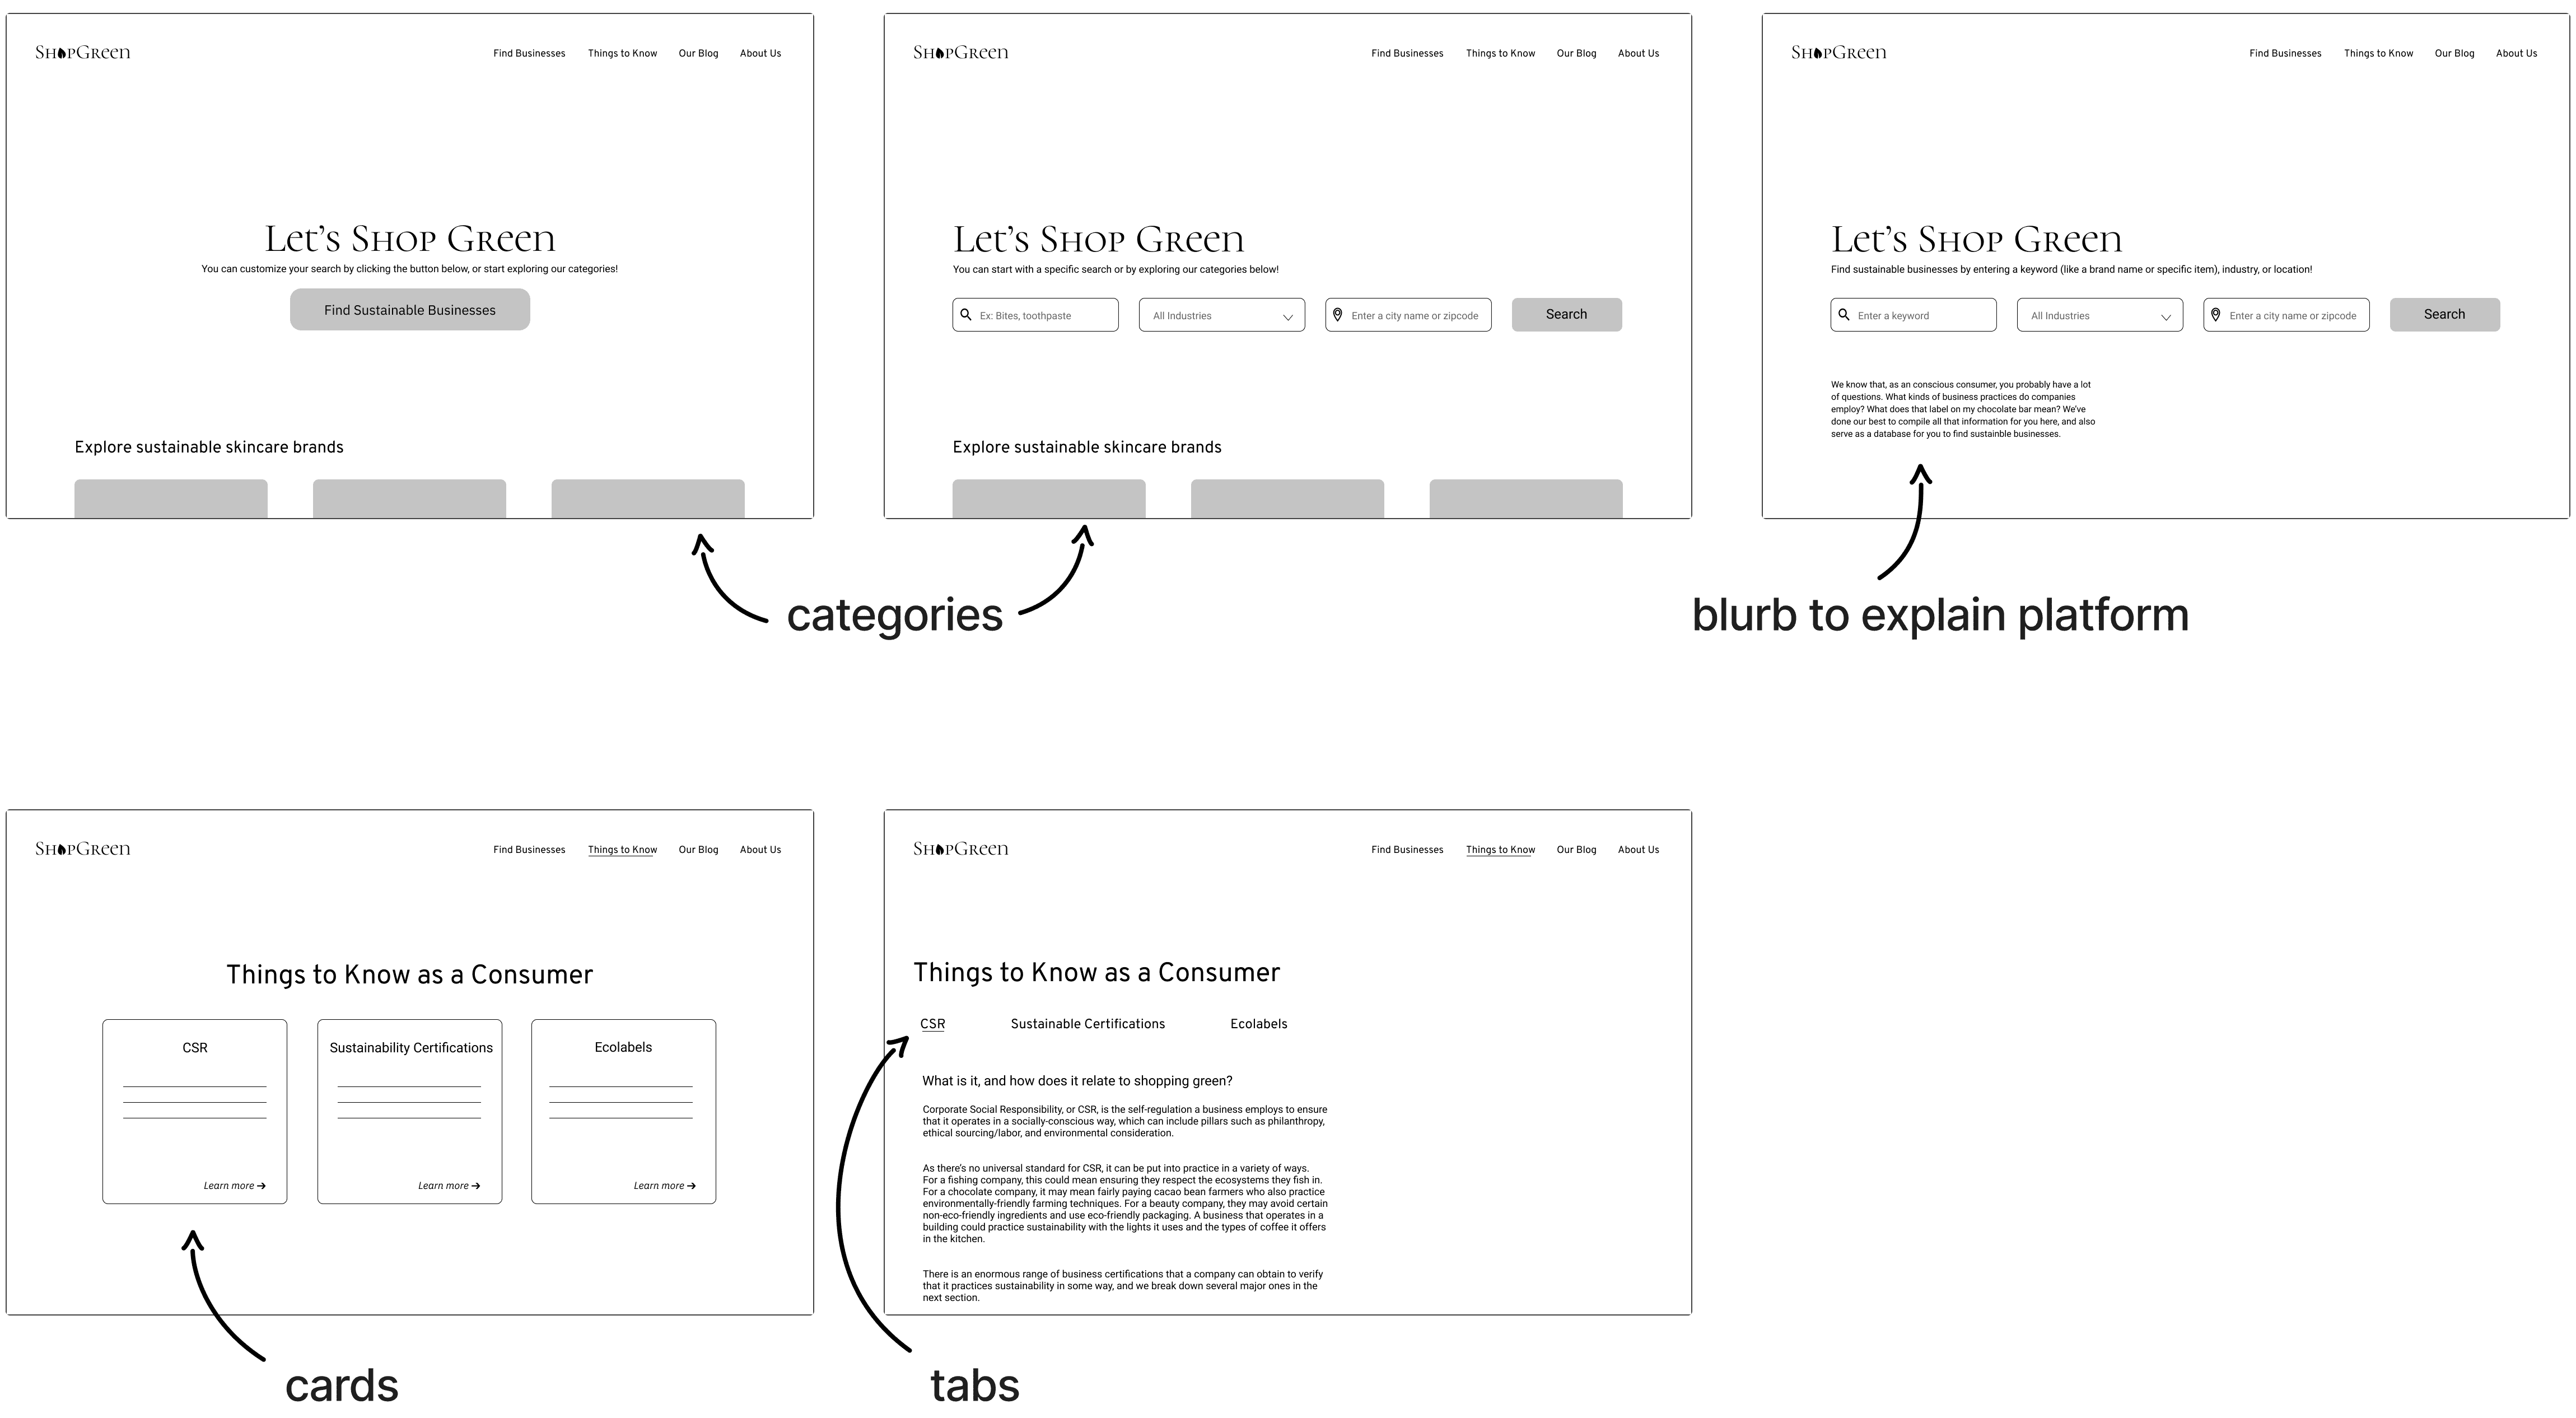 ShopGreen
Find Businesses Things to Know Our Blog About Us
Let's Shop Green
You can customize your search by clicking the button below, or start exploring our categories!
Find Sustainable Businesses
Explore sustainable skincare brands
ShopGreen
Find Businesses Things to Know Our Blog About Us
Let's Shop Green
You can start with a specific search or by exploring our categories below!
Ex: Bites, toothpaste All Industries Enter a city name or zipcode Search
Explore sustainable skincare brands
categories
ShopGreen
Find Businesses Things to Know Our Blog About Us
Let's Shop Green
Find sustainable businesses by entering a keyword (like a brand name or specific item), industry, or location!
Enter a keyword All Industries Enter a city name or zipcode Search
We know that, as an conscious consumer, you probably have a lot
of questions. What kinds of business practices do companies
employ? What does that label on my chocolate bar mean? We've
done our best to compile all that information for you here, and also
serve as a database for you to find sustainble businesses.
blurb to explain platform
ShopGreen
Find Businesses Things to Know Our Blog About Us
Things to Know as a Consumer
CSR Sustainability Certifications Ecolabels
Learn more → Learn more → Learn more →
cards
ShopGreen
Find Businesses Things to Know Our Blog About Us
Things to Know as a Consumer
CSR Sustainable Certifications Ecolabels
What is it, and how does it relate to shopping green?
Corporate Social Responsibility, or CSR, is the self-regulation a business employs to ensure
that it operates in a socially-conscious way, which can include pillars such as philanthropy,
ethical sourcing/labor, and environmental consideration.
As there's no universal standard for CSR, it can be put into practice in a variety of ways.
For a fishing company, this could mean ensuring they respect the ecosystems they fish in.
For a chocolate company, it may mean fairly paying cacao bean farmers who also practice
environmentally-friendly farming techniques. For a beauty company, they may avoid certain
non-eco-friendly ingredients and use eco-friendly packaging. A business that operates in a
building could practice sustainability with the lights it uses and the types of coffee it offers
in the kitchen.
There is an enormous range of business certifications that a company can obtain to verify
that it practices sustainability in some way, and we break down several major ones in the
next section.
tabs